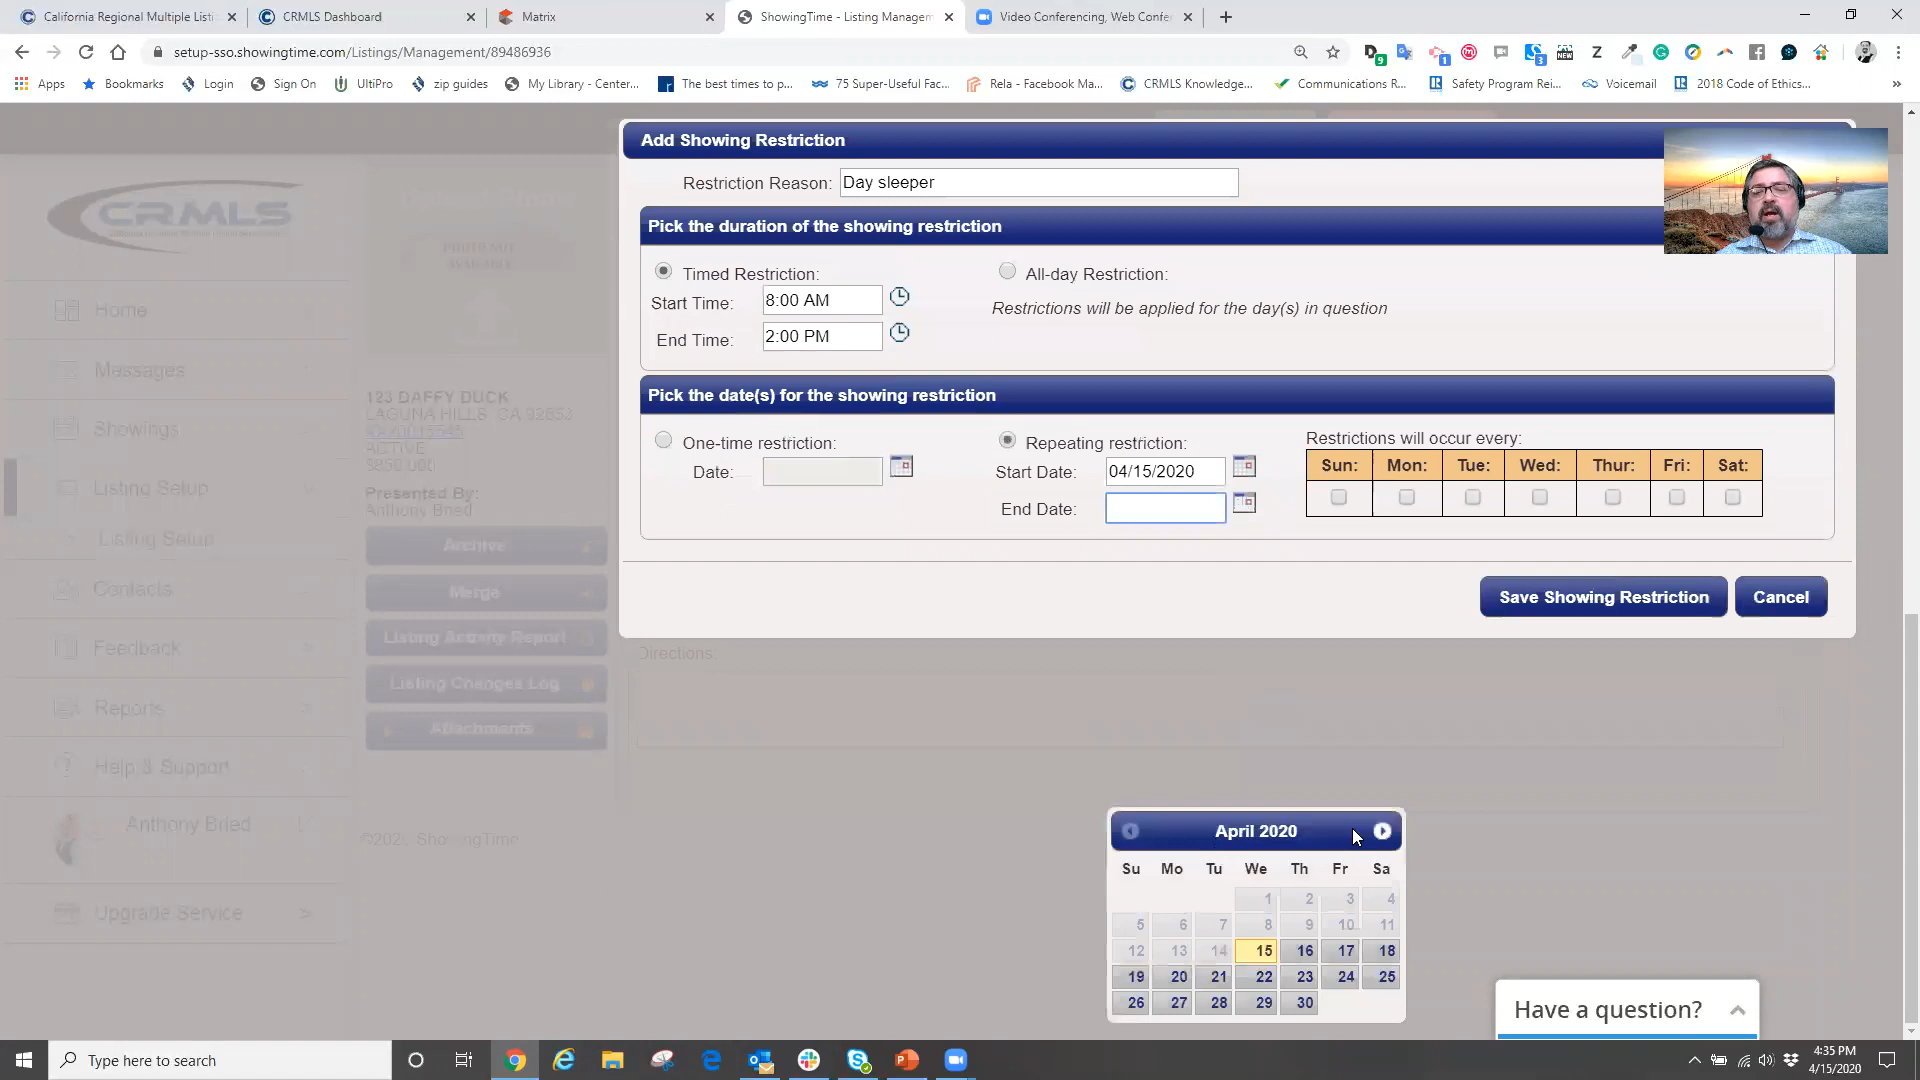 California Regional Multiple Listi
CRMLS Dashboard
Matrix
ShowingTime - Listing Managem
Video Conferencing, Web Confe
setup-sso.showingtime.com/Listings/Management/89486936
Apps
Bookmarks
Login
Sign On
UltiPro
zip guides
My Library - Center...
The best times to p...
75 Super-Useful Fac...
Rela - Facebook Ma...
CRMLS Knowledge...
Communications R...
Safety Program Rei...
Voicemail
2018 Code of Ethics...
Add Showing Restriction
Restriction Reason: Day sleeper
Pick the duration of the showing restriction
Timed Restriction:
All-day Restriction:
Start Time: 8:00 AM
Restrictions will be applied for the day(s) in question
End Time: 2:00 PM
Pick the date(s) for the showing restriction
One-time restriction:
Repeating restriction:
Restrictions will occur every:
Date:
Start Date: 04/15/2020
End Date:
Sun: Mon: Tue: Wed: Thur: Fri: Sat:
Save Showing Restriction
Cancel
CRMLS
Home
Messages
Showings
Listing Setup
Listing Setup
Contacts
Feedback
Reports
Help & Support
Anthony Bried
Upgrade Service
123 DAFFY DUCK
LAGUNA HILLS, CA 92653
ACTIVE
Presented By:
Anthony Bried
Archive
Merge
Listing Activity Report
Listing Changes Log
Attachments
Directions:
ShowingTime
April 2020
Su Mo Tu We Th Fr Sa
1 2 3 4
5 6 7 8 9 10 11
12 13 14 15 16 17 18
19 20 21 22 23 24 25
26 27 28 29 30
Have a question?
Type here to search
4:35 PM
4/15/2020